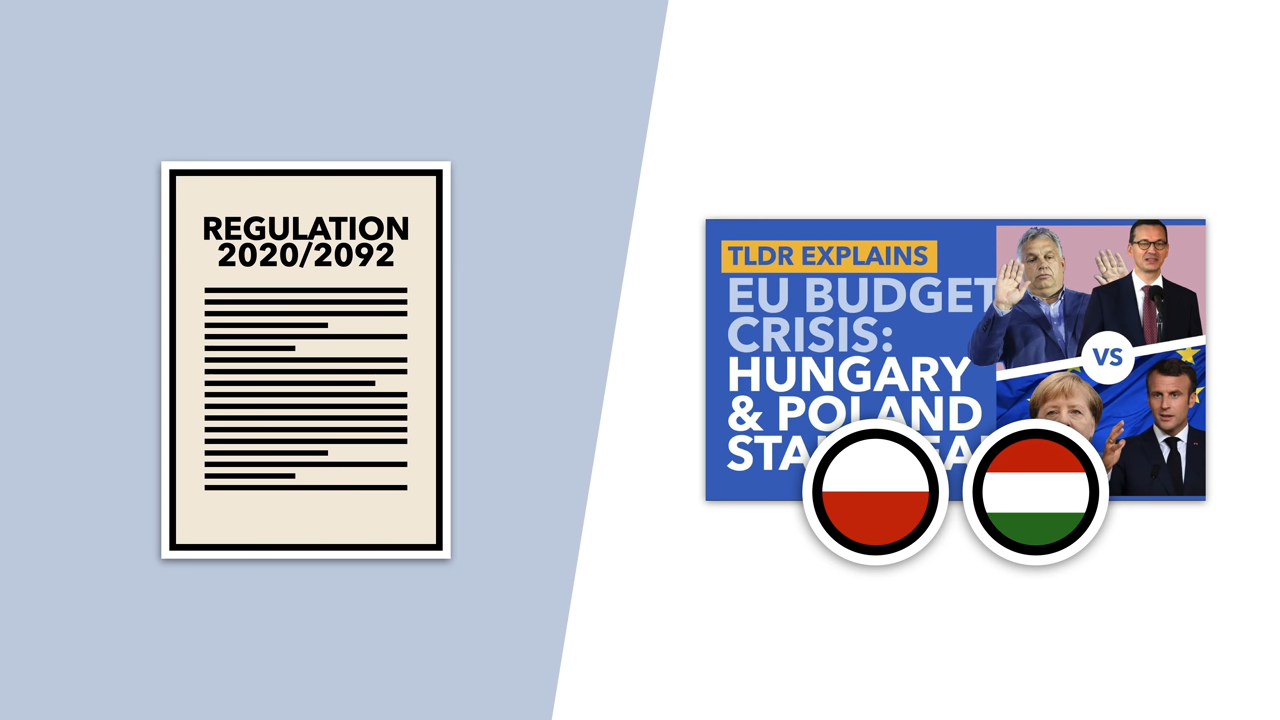 REGULATION
2020/2092
TLDR EXPLAINS
EU BUDGET
CRISIS:
HUNGARY
& POLAND
VS